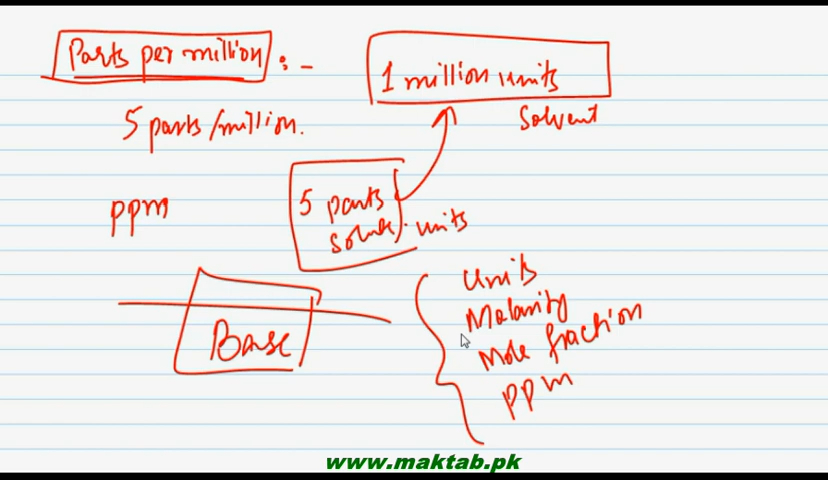 Parts per million :-
1 million units
solvent
5 parts/million.
ppm
5 parts
solute. units
Base
Units
Molarity
Mole fraction
ppm
www.maktab.pk